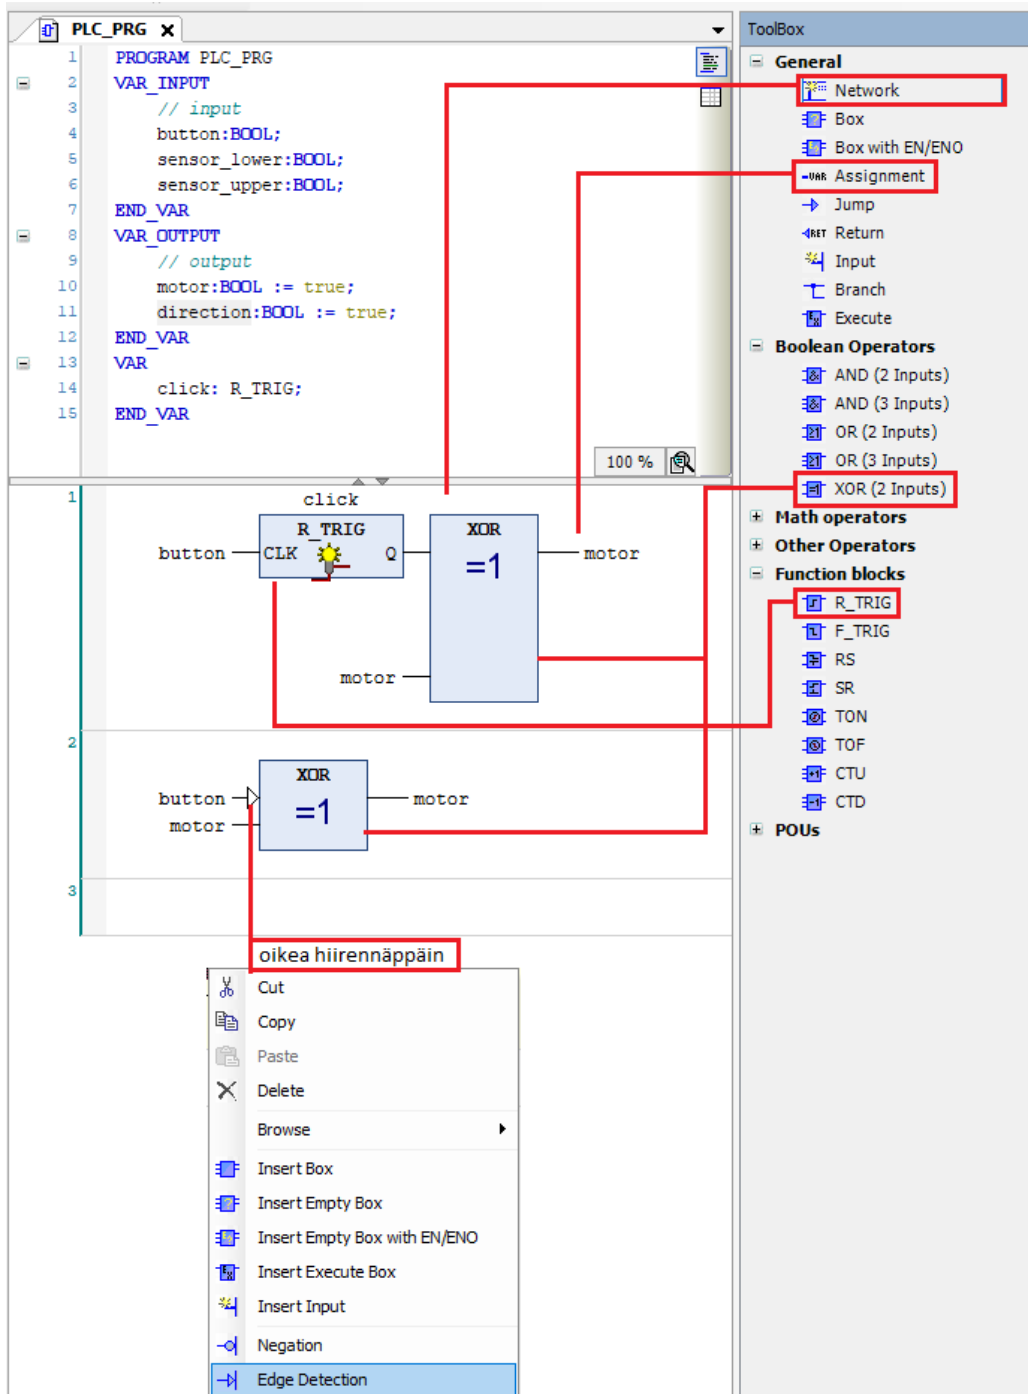 PLC_PRG X
1 PROGRAM PLC_PRG
2 VAR_INPUT
3 // input
4 button:BOOL;
5 sensor_lower:BOOL;
6 sensor_upper:BOOL;
7 END_VAR
8 VAR_OUTPUT
9 // output
10 motor:BOOL := true;
11 direction:BOOL := true;
12 END_VAR
13 VAR
14 click: R_TRIG;
15 END_VAR
100 %
1
click
R_TRIG
button CLK Q
XOR
=1
motor
motor
2
XOR
=1
button
motor
motor
3
oikea hiirennäppäin
Cut
Copy
Paste
Delete
Browse
Insert Box
Insert Empty Box
Insert Empty Box with EN/ENO
Insert Execute Box
Insert Input
Negation
Edge Detection
ToolBox
General
Network
Box
Box with EN/ENO
Assignment
Jump
Return
Input
Branch
Execute
Boolean Operators
AND (2 Inputs)
AND (3 Inputs)
OR (2 Inputs)
OR (3 Inputs)
XOR (2 Inputs)
Math operators
Other Operators
Function blocks
R_TRIG
F_TRIG
RS
SR
TON
TOF
CTU
CTD
POUs